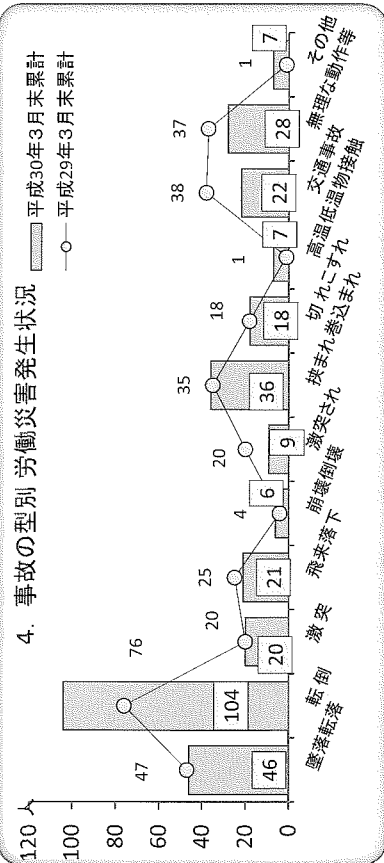 4. 事故の型別 労働災害発生状況
平成30年3月末累計
平成29年3月末累計
120
100
80
60
40
20
0
47
76
20
25
4
20
35
18
1
38
37
1
46
104
20
21
6
9
36
18
7
22
28
7
墜落転落
転倒
激突
飛来落下
崩壊倒壊
激突され
挟まれ巻込まれ
切れこすれ
高温低温物接触
交通事故
無理な動作等
その他